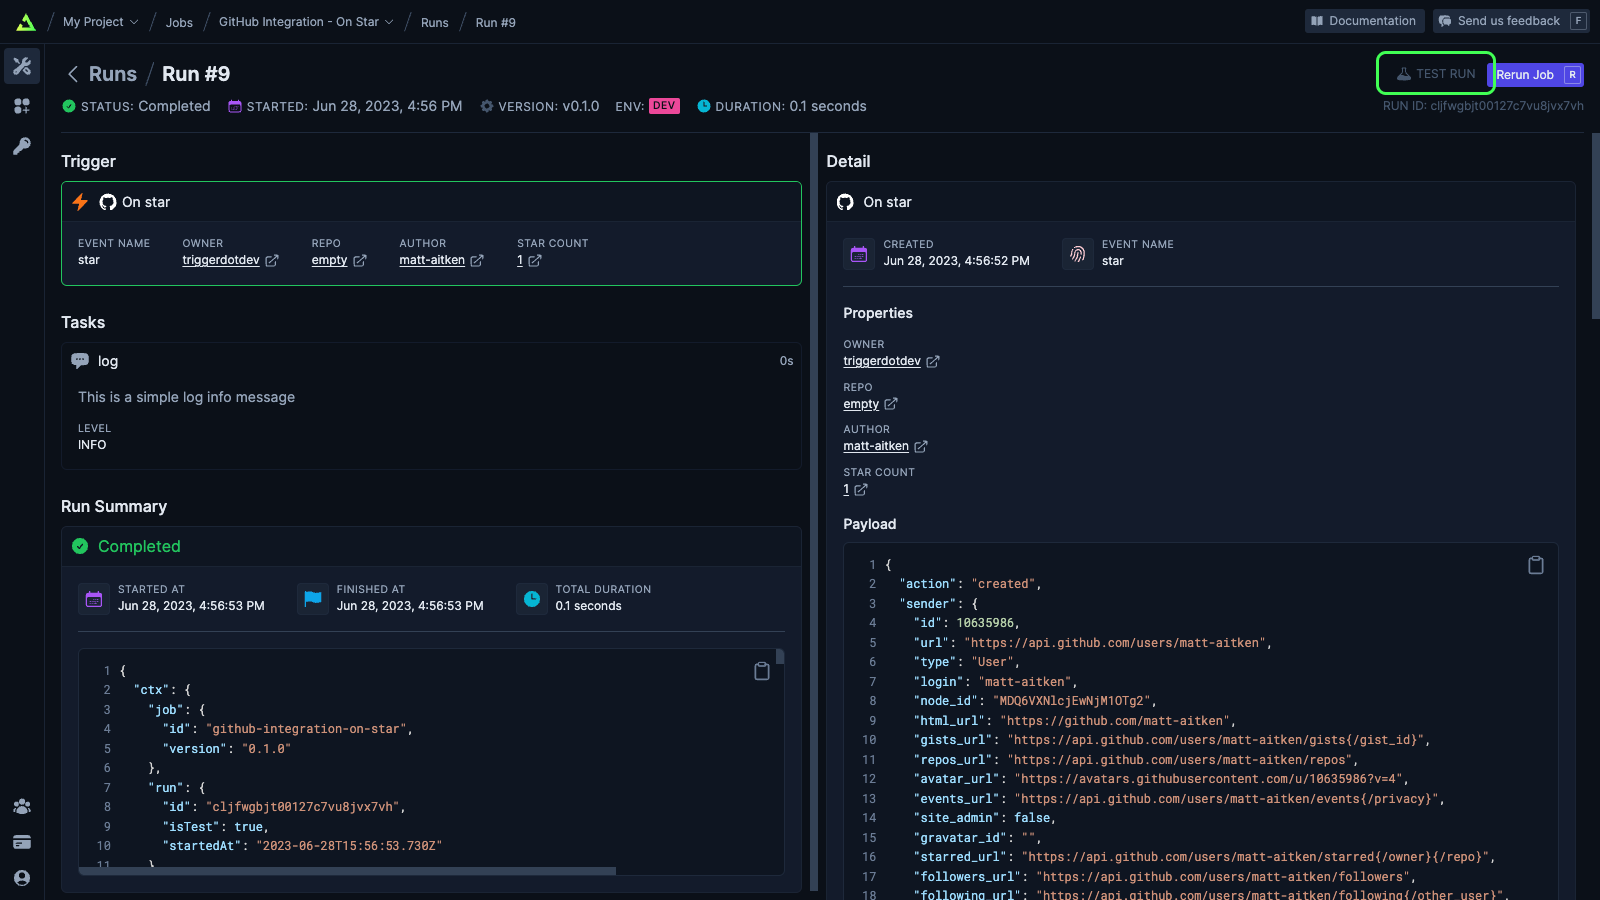 My Project / Jobs / GitHub Integration - On Star / Runs / Run #9
Documentation
Send us feedback F
Runs / Run #9
TEST RUN
Rerun Job R
STATUS: Completed STARTED: Jun 28, 2023, 4:56 PM VERSION: v0.1.0 ENV: DEV DURATION: 0.1 seconds
RUN ID: cljfwgbjt00127c7vu8jvx7vh
Trigger
On star
EVENT NAME OWNER REPO AUTHOR STAR COUNT
star triggerdotdev empty matt-aitken 1
Tasks
log 0s
This is a simple log info message
LEVEL
INFO
Run Summary
Completed
STARTED AT FINISHED AT TOTAL DURATION
Jun 28, 2023, 4:56:53 PM Jun 28, 2023, 4:56:53 PM 0.1 seconds
1 {
2 "ctx": {
3 "job": {
4 "id": "github-integration-on-star",
5 "version": "0.1.0"
6 },
7 "run": {
8 "id": "cljfwgbjt00127c7vu8jvx7vh",
9 "isTest": true,
10 "startedAt": "2023-06-28T15:56:53.730Z"
11 }
Detail
On star
CREATED EVENT NAME
Jun 28, 2023, 4:56:52 PM star
Properties
OWNER
triggerdotdev
REPO
empty
AUTHOR
matt-aitken
STAR COUNT
1
Payload
1 {
2 "action": "created",
3 "sender": {
4 "id": 10635986,
5 "url": "https://api.github.com/users/matt-aitken",
6 "type": "User",
7 "login": "matt-aitken",
8 "node_id": "MDQ6VXNlcjEwNjM1OTg2",
9 "html_url": "https://github.com/matt-aitken",
10 "gists_url": "https://api.github.com/users/matt-aitken/gists{/gist_id}",
11 "repos_url": "https://api.github.com/users/matt-aitken/repos",
12 "avatar_url": "https://avatars.githubusercontent.com/u/10635986?v=4",
13 "events_url": "https://api.github.com/users/matt-aitken/events{/privacy}",
14 "site_admin": false,
15 "gravatar_id": "",
16 "starred_url": "https://api.github.com/users/matt-aitken/starred{/owner}{/repo}",
17 "followers_url": "https://api.github.com/users/matt-aitken/followers",
18 "following_url": "https://api.github.com/users/matt-aitken/following{/other_user}",